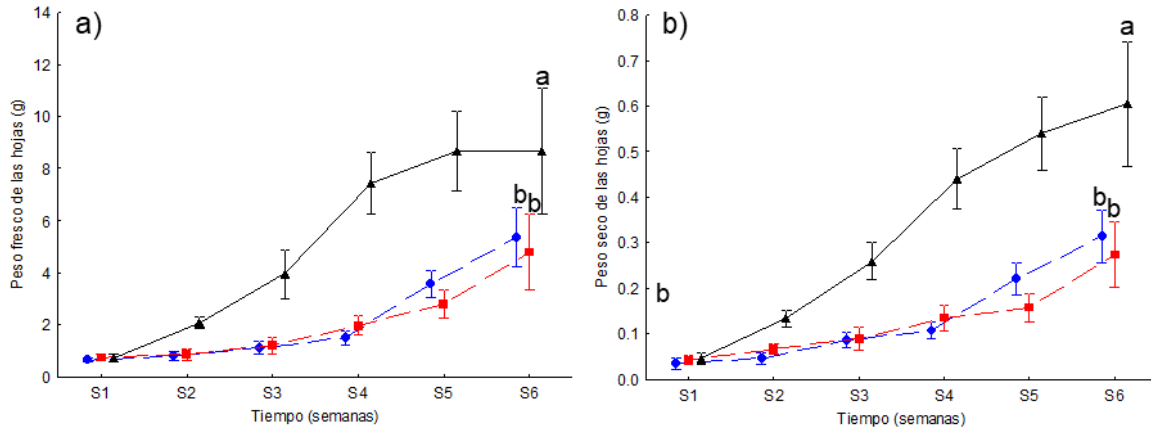 a)
Peso fresco de las hojas (g)
14
12
10
8
6
4
2
0
a
b
b
S1 S2 S3 S4 S5 S6
Tiempo (semanas)
b)
Peso seco de las hojas (g)
0.8
0.7
0.6
0.5
0.4
0.3
0.2
0.1
0.0
a
b
b
b
S1 S2 S3 S4 S5 S6
Tiempo (semanas)